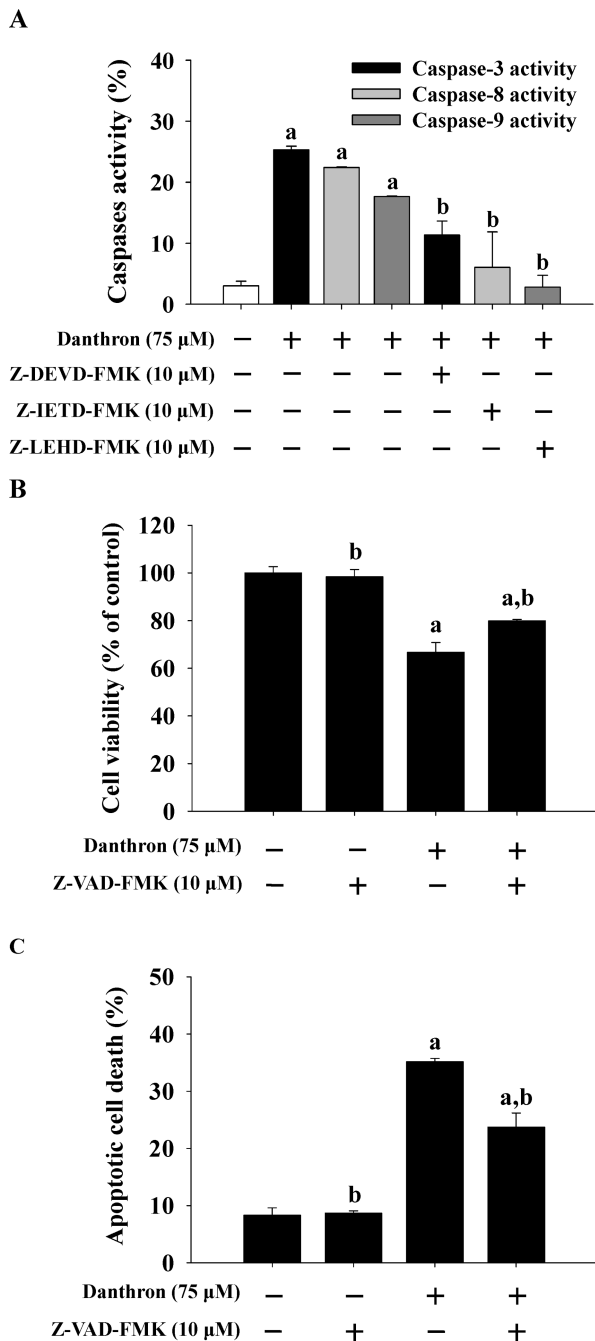 A
Caspases activity (%)
40
30
20
10
0
Caspase-3 activity
Caspase-8 activity
Caspase-9 activity
a
a
a
b
b
b
Danthron (75 μM) – + + + + + +
Z-DEVD-FMK (10 μM) – – – – + – –
Z-IETD-FMK (10 μM) – – – – – + –
Z-LEHD-FMK (10 μM) – – – – – – +
B
Cell viability (% of control)
120
100
80
60
40
20
0
b
a
a,b
Danthron (75 μM) – – + +
Z-VAD-FMK (10 μM) – + – +
C
Apoptotic cell death (%)
50
40
30
20
10
0
b
a
a,b
Danthron (75 μM) – – + +
Z-VAD-FMK (10 μM) – + – +